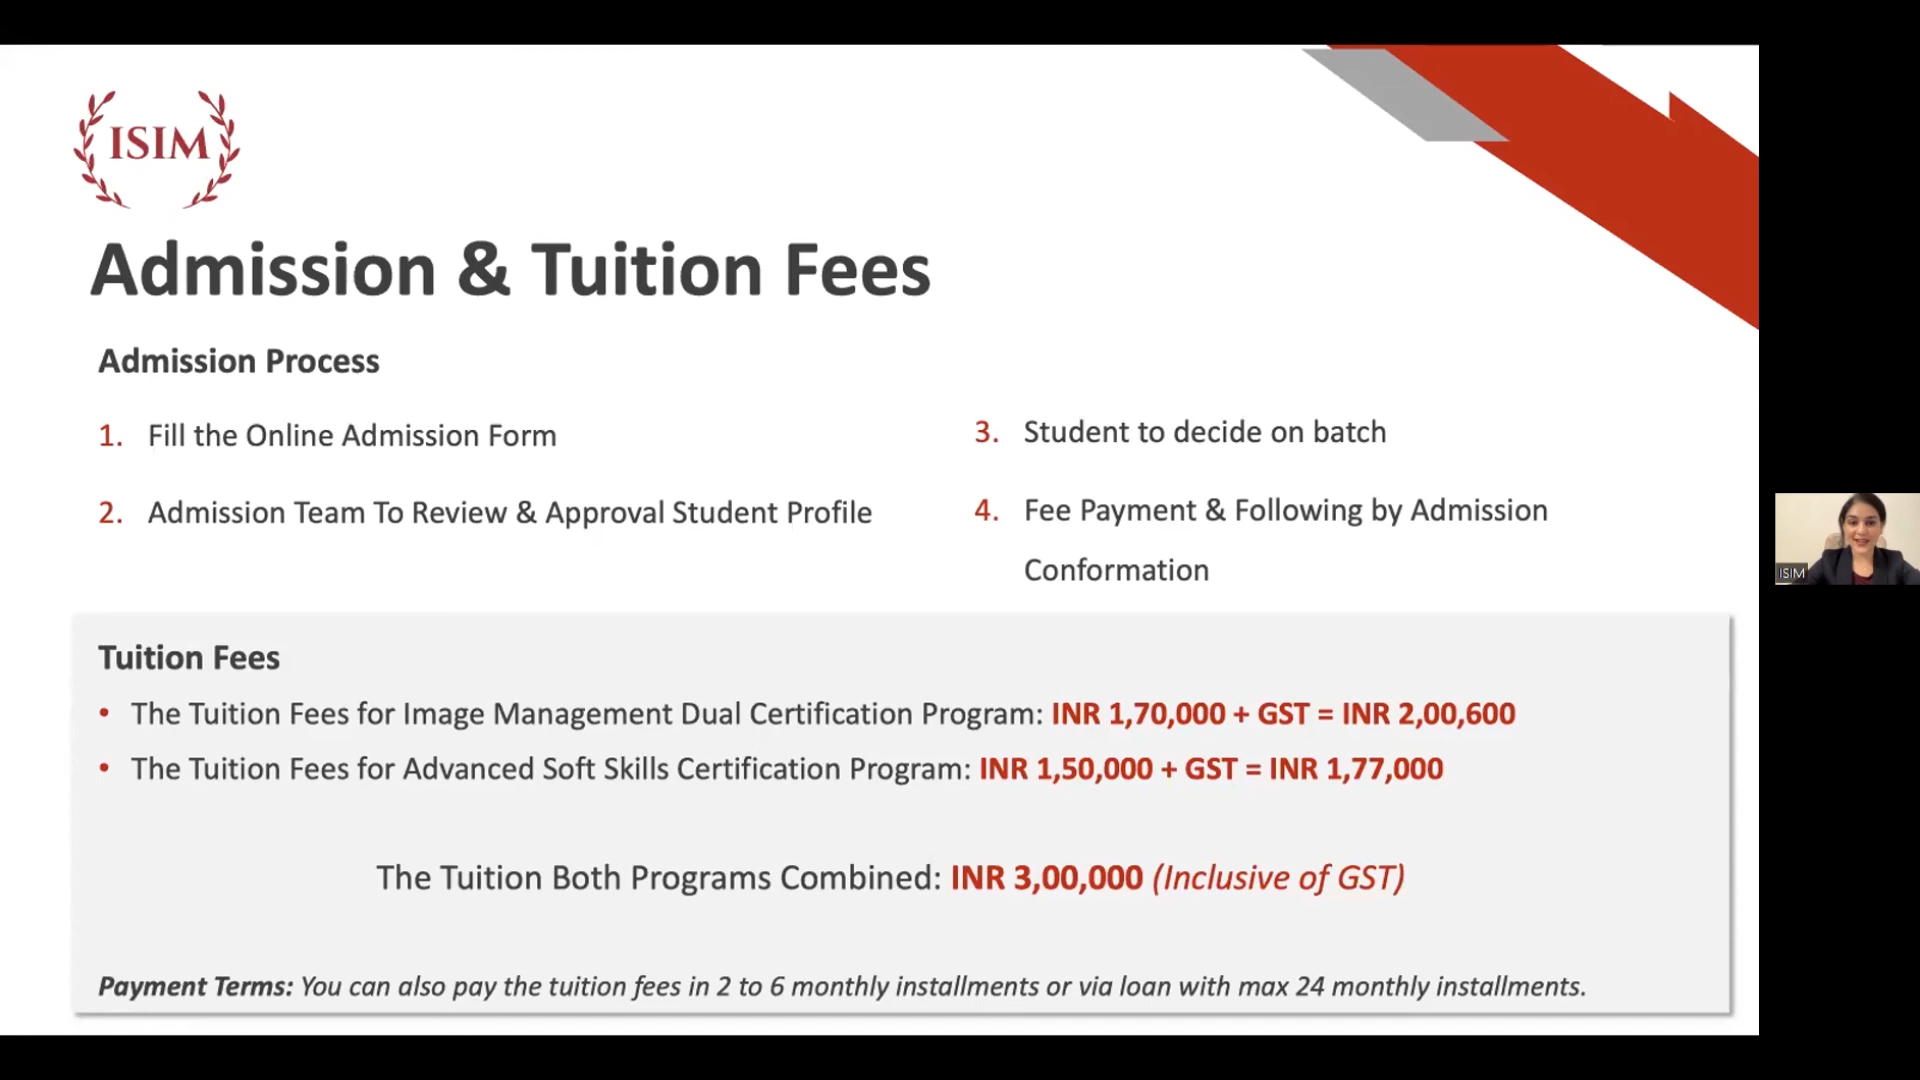 ISIM
Admission & Tuition Fees
Admission Process
1. Fill the Online Admission Form
2. Admission Team To Review & Approval Student Profile
3. Student to decide on batch
4. Fee Payment & Following by Admission
Conformation
ISIM
Tuition Fees
• The Tuition Fees for Image Management Dual Certification Program: INR 1,70,000 + GST = INR 2,00,600
• The Tuition Fees for Advanced Soft Skills Certification Program: INR 1,50,000 + GST = INR 1,77,000
The Tuition Both Programs Combined: INR 3,00,000 (Inclusive of GST)
Payment Terms: You can also pay the tuition fees in 2 to 6 monthly installments or via loan with max 24 monthly installments.